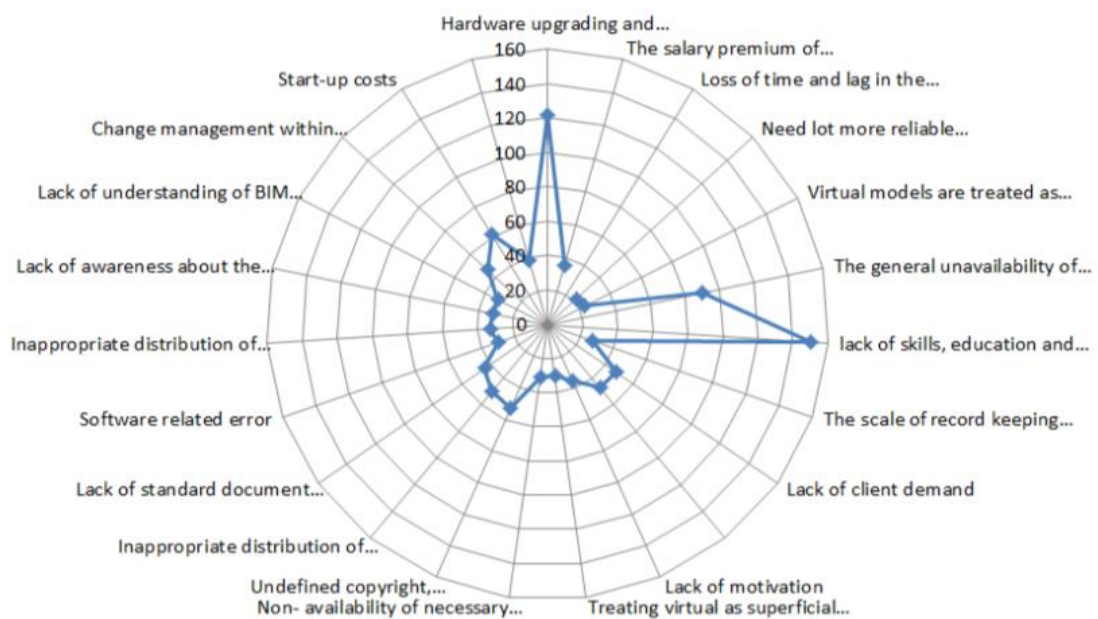 Hardware upgrading and...
The salary premium of...
Loss of time and lag in the...
Need lot more reliable...
Virtual models are treated as...
The general unavailability of...
lack of skills, education and...
The scale of record keeping...
Lack of client demand
Lack of motivation
Treating virtual as superficial...
Non- availability of necessary...
Undefined copyright,...
Inappropriate distribution of...
Lack of standard document...
Software related error
Inappropriate distribution of...
Lack of awareness about the...
Lack of understanding of BIM...
Change management within...
Start-up costs
160
140
120
100
80
60
40
20
0